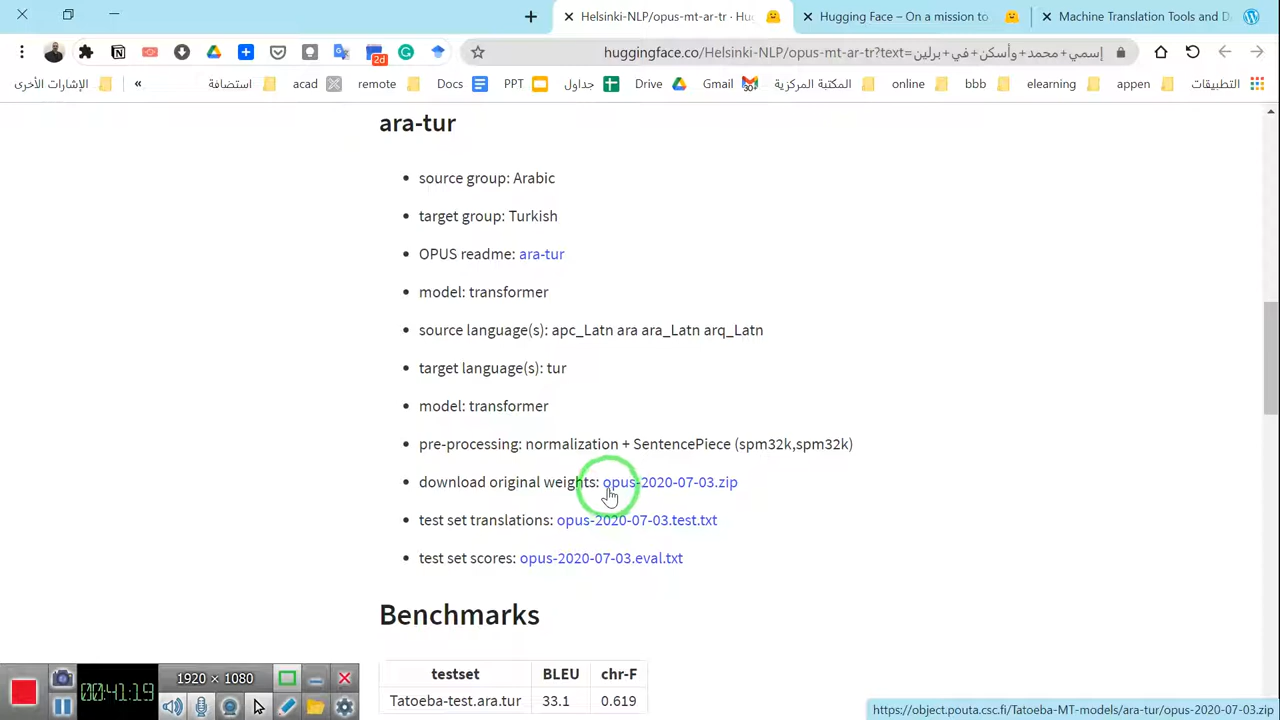 Helsinki-NLP/opus-mt-ar-tr · Hu
Hugging Face – On a mission to
Machine Translation Tools and D
huggingface.co/Helsinki-NLP/opus-mt-ar-tr?text=محمد+وأسكن+في+برلين
2d
التطبيقات
appen
elearning
bbb
online
المكتبة المركزية
Gmail
Drive
جداول
PPT
Docs
remote
acad
استضافة
»
الإشارات الأخرى
ara-tur
• source group: Arabic
• target group: Turkish
• OPUS readme: ara-tur
• model: transformer
• source language(s): apc_Latn ara ara_Latn arq_Latn
• target language(s): tur
• model: transformer
• pre-processing: normalization + SentencePiece (spm32k,spm32k)
• download original weights: opus-2020-07-03.zip
• test set translations: opus-2020-07-03.test.txt
• test set scores: opus-2020-07-03.eval.txt
Benchmarks
testset BLEU chr-F
Tatoeba-test.ara.tur 33.1 0.619
00:41:19
1920 × 1080
https://object.pouta.csc.fi/Tatoeba-MT-models/ara-tur/opus-2020-07-03.zip